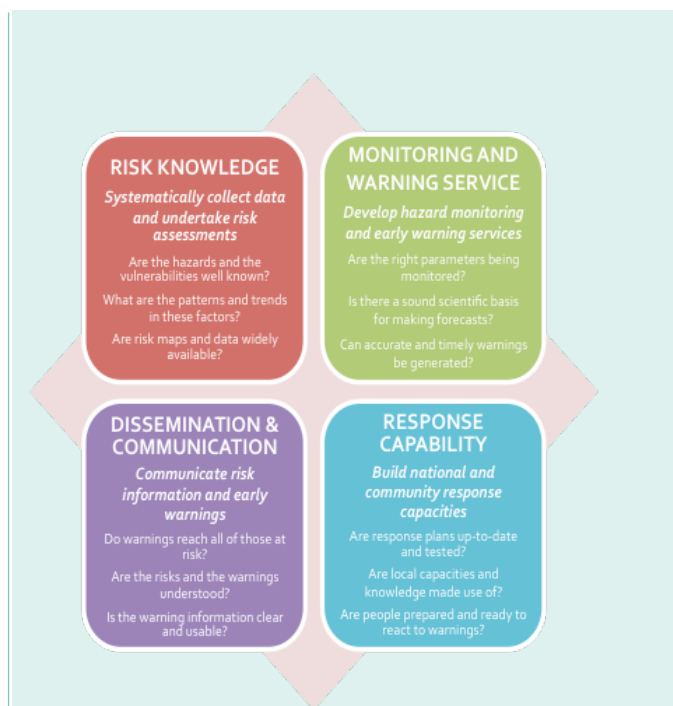 RISK KNOWLEDGE
Systematically collect data
and undertake risk
assessments
Are the hazards and the
vulnerabilities well known?
What are the patterns and trends
in these factors?
Are risk maps and data widely
available?
MONITORING AND
WARNING SERVICE
Develop hazard monitoring
and early warning services
Are the right parameters being
monitored?
Is there a sound scientific basis
for making forecasts?
Can accurate and timely warnings
be generated?
DISSEMINATION &
COMMUNICATION
Communicate risk
information and early
warnings
Do warnings reach all of those at
risk?
Are the risks and the warnings
understood?
Is the warning information clear
and usable?
RESPONSE
CAPABILITY
Build national and
community response
capacities
Are response plans up-to-date
and tested?
Are local capacities and
knowledge made use of?
Are people prepared and ready to
react to warnings?